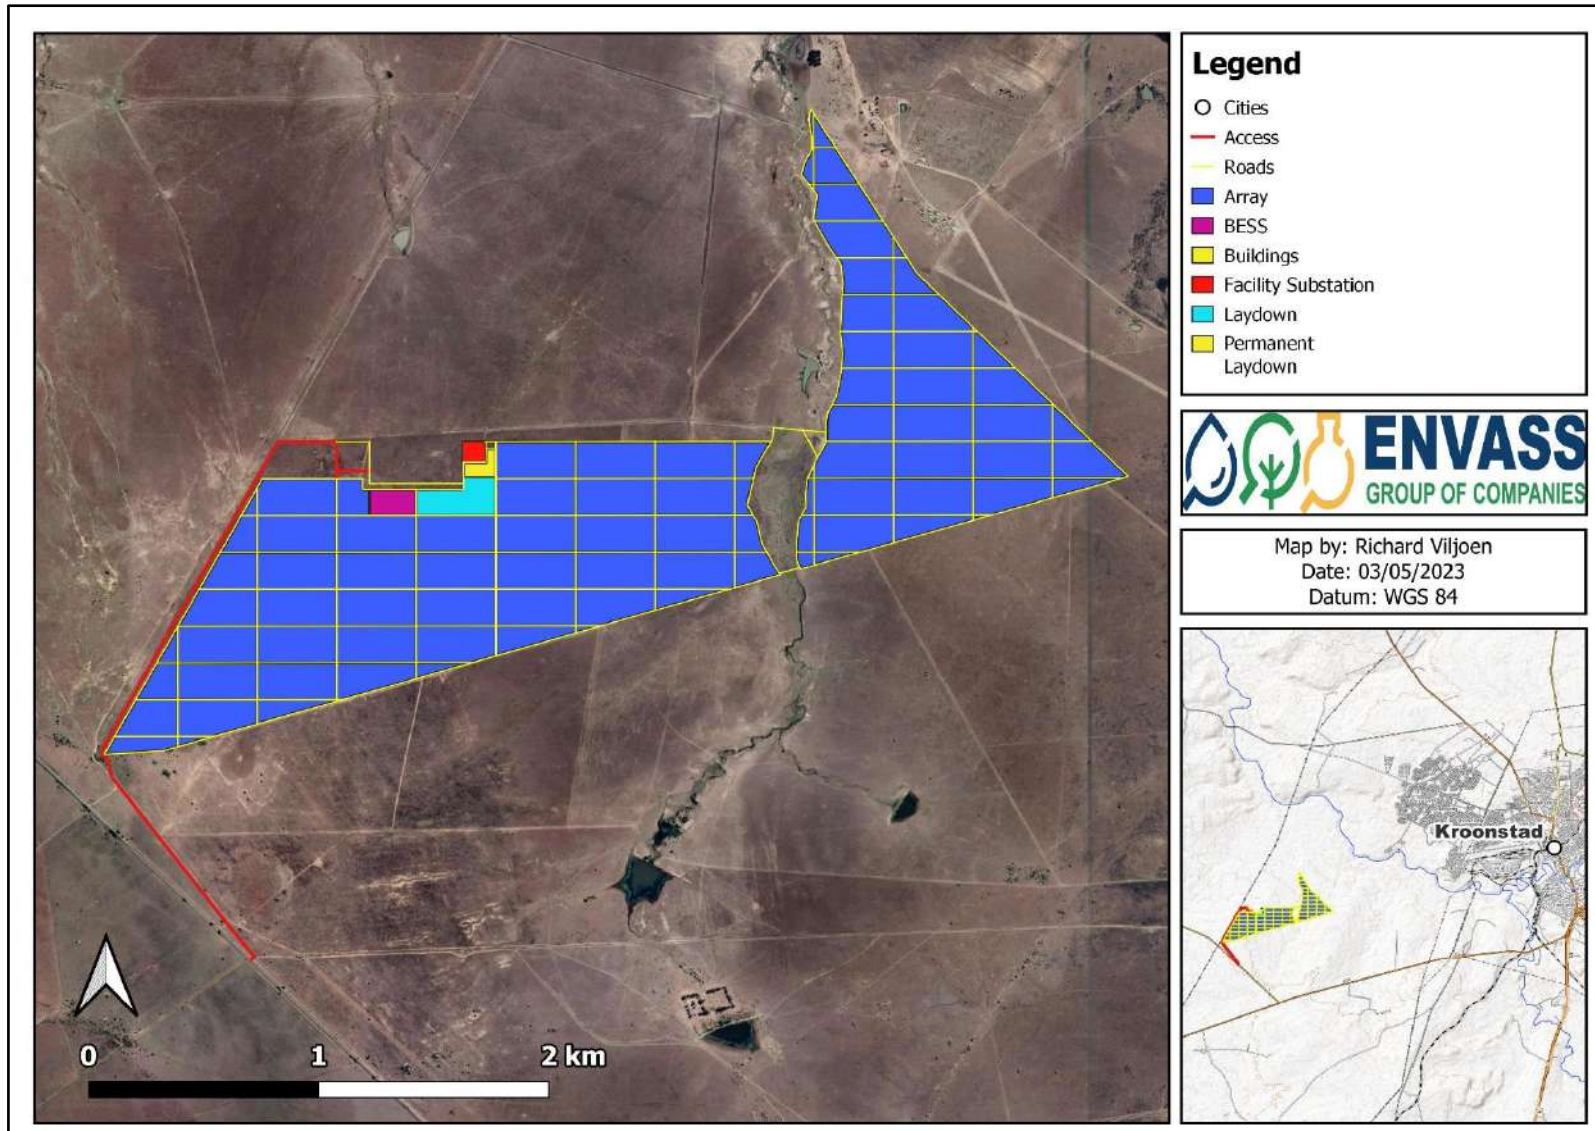 Legend
Cities
Access
Roads
Array
BESS
Buildings
Facility Substation
Laydown
Permanent
Laydown
ENVASS
GROUP OF COMPANIES
Map by: Richard Viljoen
Date: 03/05/2023
Datum: WGS 84
Kroonstad
0 1 2 km